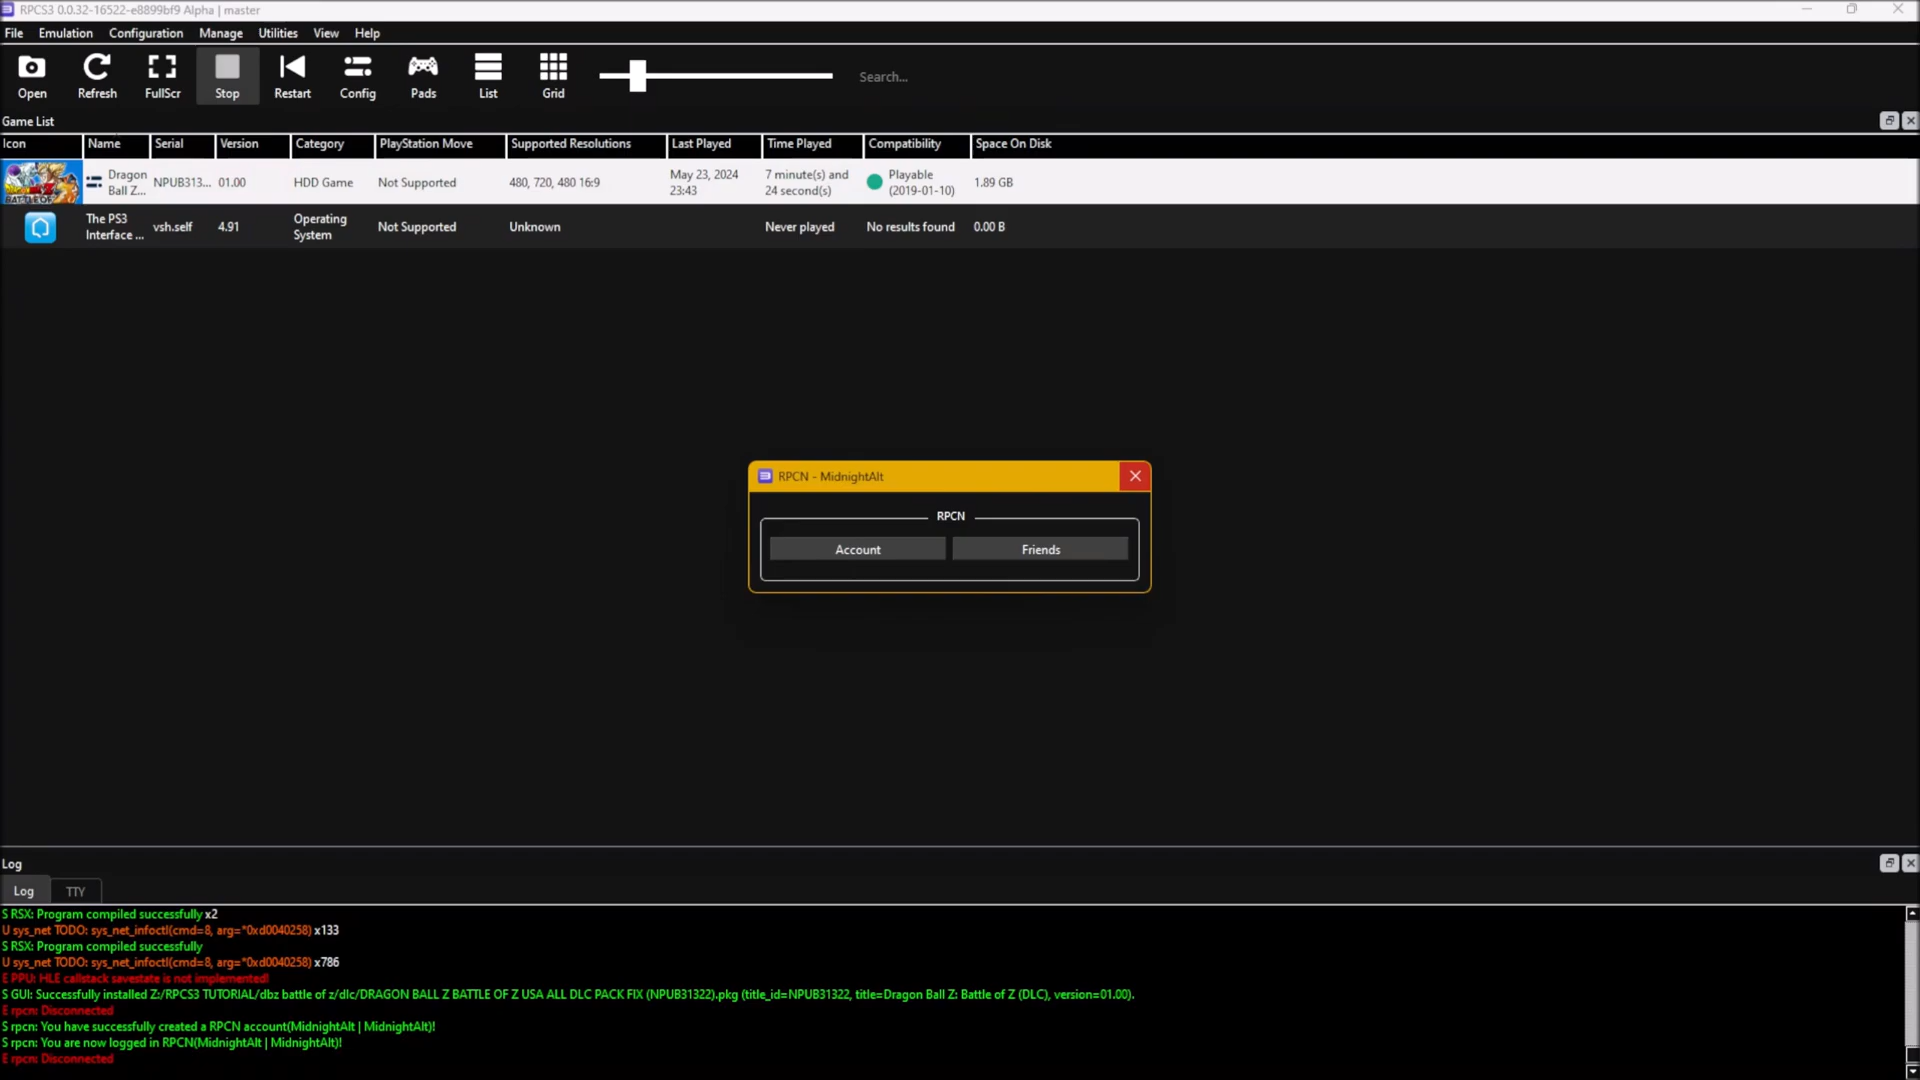 RPCS3 0.0.32-16522-e8899bf9 Alpha | master
File Emulation Configuration Manage Utilities View Help
Open Refresh FullScr Stop Restart Config Pads List Grid Search...
Game List
Icon Name Serial Version Category PlayStation Move Supported Resolutions Last Played Time Played Compatibility Space On Disk
Dragon Ball Z... NPUB313... 01.00 HDD Game Not Supported 480, 720, 480 16:9 May 23, 2024 23:43 7 minute(s) and 24 second(s) Playable (2019-01-10) 1.89 GB
The PS3 Interface ... vsh.self 4.91 Operating System Not Supported Unknown Never played No results found 0.00 B
RPCN - MidnightAlt
RPCN
Account Friends
Log
Log TTY
S RSX: Program compiled successfully x2
U sys_net TODO: sys_net_infoctl(cmd=8, arg=*0xd0040258) x133
S RSX: Program compiled successfully
U sys_net TODO: sys_net_infoctl(cmd=8, arg=*0xd0040258) x786
E PPU: HLE callstack savestate is not implemented!
S GUI: Successfully installed Z:/RPCS3 TUTORIAL/dbz battle of z/dlc/DRAGON BALL Z BATTLE OF Z USA ALL DLC PACK FIX (NPUB31322).pkg (title_id=NPUB31322, title=Dragon Ball Z: Battle of Z (DLC), version=01.00).
E rpcn: Disconnected
S rpcn: You have successfully created a RPCN account(MidnightAlt | MidnightAlt)!
S rpcn: You are now logged in RPCN(MidnightAlt | MidnightAlt)!
E rpcn: Disconnected